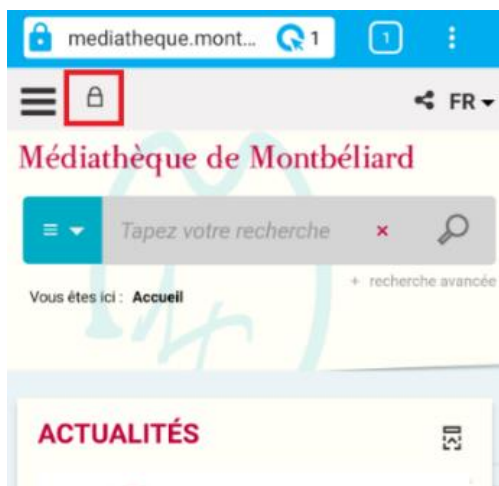 mediatheque.mont... 1 1
FR
Médiathèque de Montbéliard
Tapez votre recherche ×
+ recherche avancée
Vous êtes ici : Accueil
ACTUALITÉS